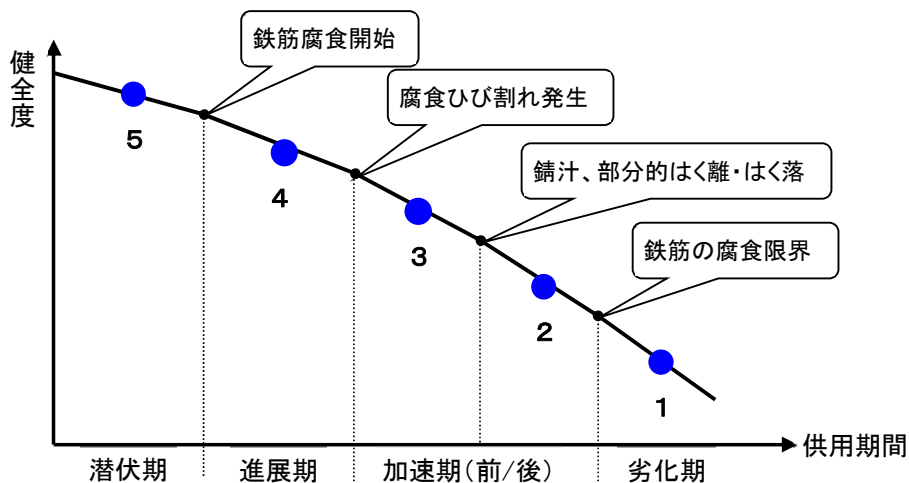 鉄筋腐食開始
健全度
腐食ひび割れ発生
5
錆汁、部分的はく離・はく落
4
鉄筋の腐食限界
3
2
1
供用期間
潜伏期
進展期
加速期(前/後)
劣化期